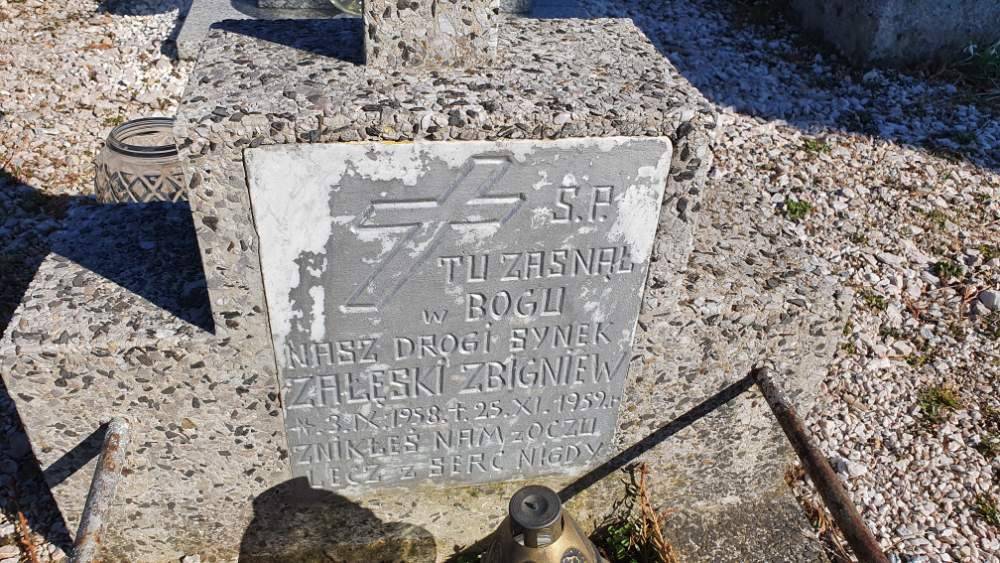 Ś.P.
TU ZASNĄŁ
W BOGU
NASZ DROGI SYNEK
ZAŁĘSKI ZBIGNIEW
* 3.IX.1958. + 25.XI.1959.r.
ZNIKŁEŚ NAM Z OCZU
LECZ Z SERC NIGDY